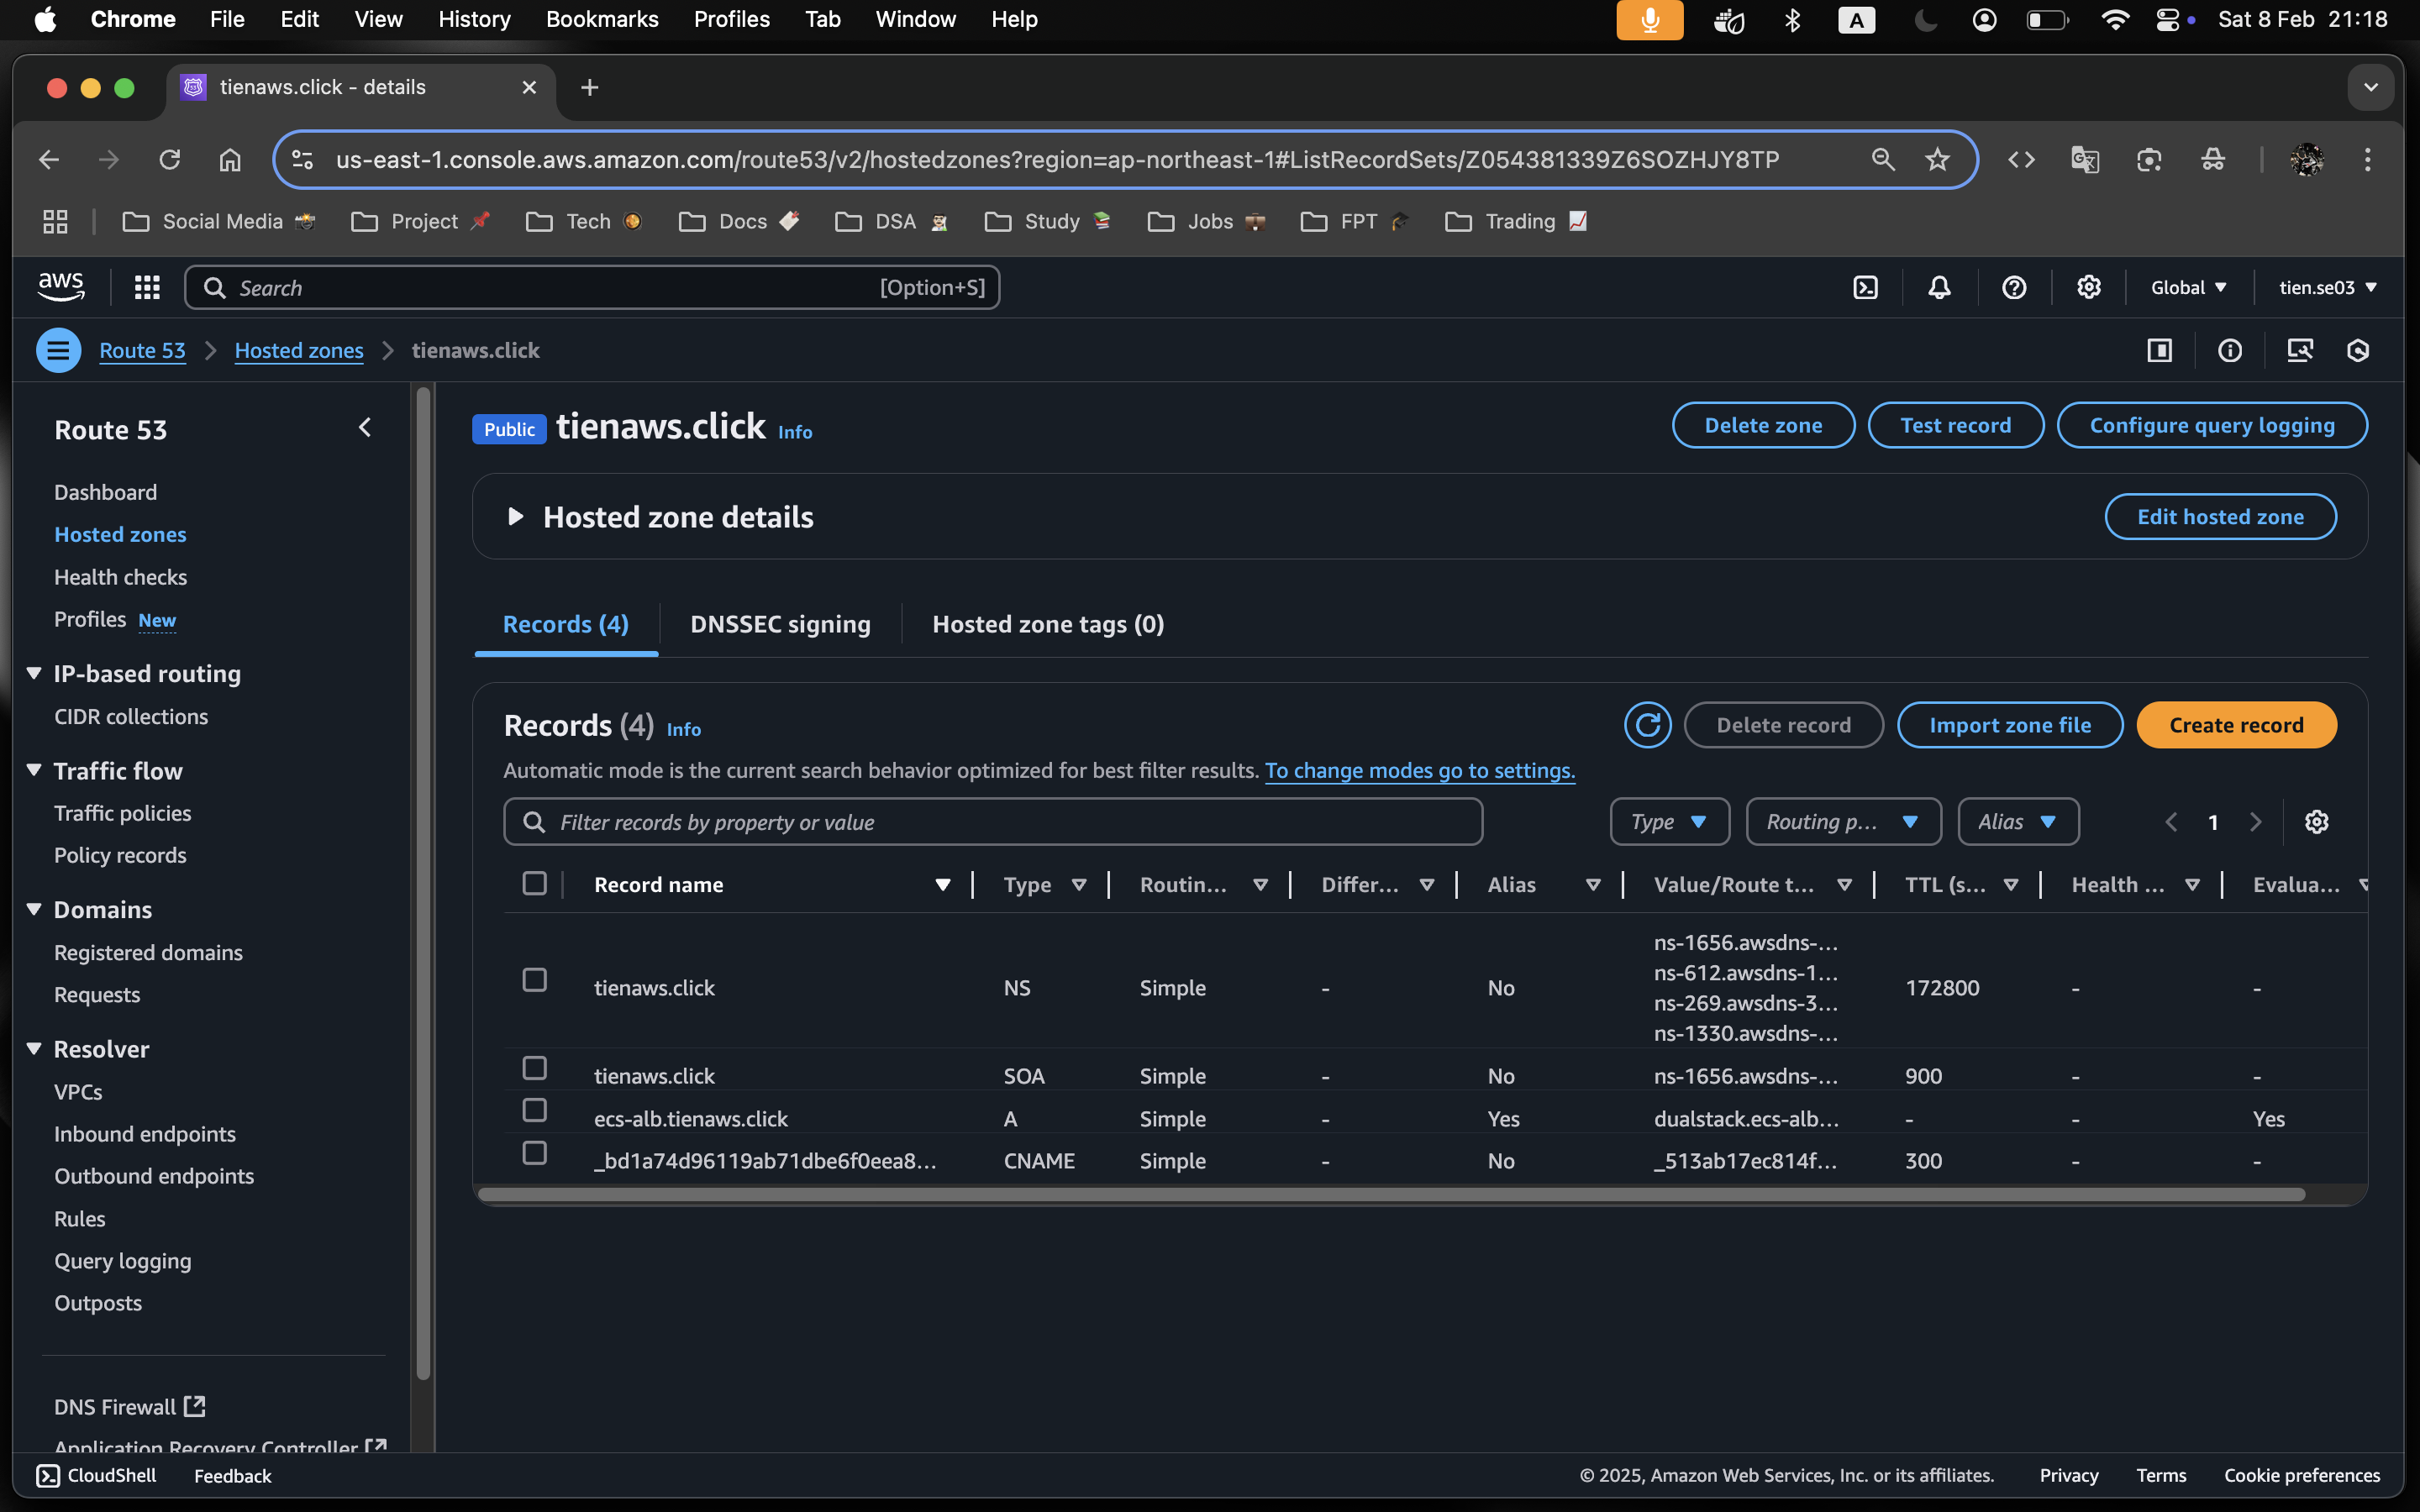 Chrome File Edit View History Bookmarks Profiles Tab Window Help A Sat 8 Feb 21:18
tienaws.click - details
us-east-1.console.aws.amazon.com/route53/v2/hostedzones?region=ap-northeast-1#ListRecordSets/Z054381339Z6SOZHJY8TP
Social Media Project Tech Docs DSA Study Jobs FPT Trading
aws Search [Option+S] Global tien.se03
Route 53 Hosted zones tienaws.click
Route 53
Dashboard
Hosted zones
Health checks
Profiles New
IP-based routing
CIDR collections
Traffic flow
Traffic policies
Policy records
Domains
Registered domains
Requests
Resolver
VPCs
Inbound endpoints
Outbound endpoints
Rules
Query logging
Outposts
DNS Firewall
Application Recovery Controller
Public tienaws.click Info Delete zone Test record Configure query logging
Hosted zone details Edit hosted zone
Records (4) DNSSEC signing Hosted zone tags (0)
Records (4) Info Delete record Import zone file Create record
Automatic mode is the current search behavior optimized for best filter results. To change modes go to settings.
Filter records by property or value Type Routing p... Alias 1
Record name Type Routin... Differ... Alias Value/Route t... TTL (s... Health ... Evalua...
ns-1656.awsdns-...
ns-612.awsdns-1...
tienaws.click NS Simple - No 172800 - -
ns-269.awsdns-3...
ns-1330.awsdns-...
tienaws.click SOA Simple - No ns-1656.awsdns-... 900 - -
ecs-alb.tienaws.click A Simple - Yes dualstack.ecs-alb... - - Yes
_bd1a74d96119ab71dbe6f0eea8... CNAME Simple - No _513ab17ec814f... 300 - -
CloudShell Feedback © 2025, Amazon Web Services, Inc. or its affiliates. Privacy Terms Cookie preferences